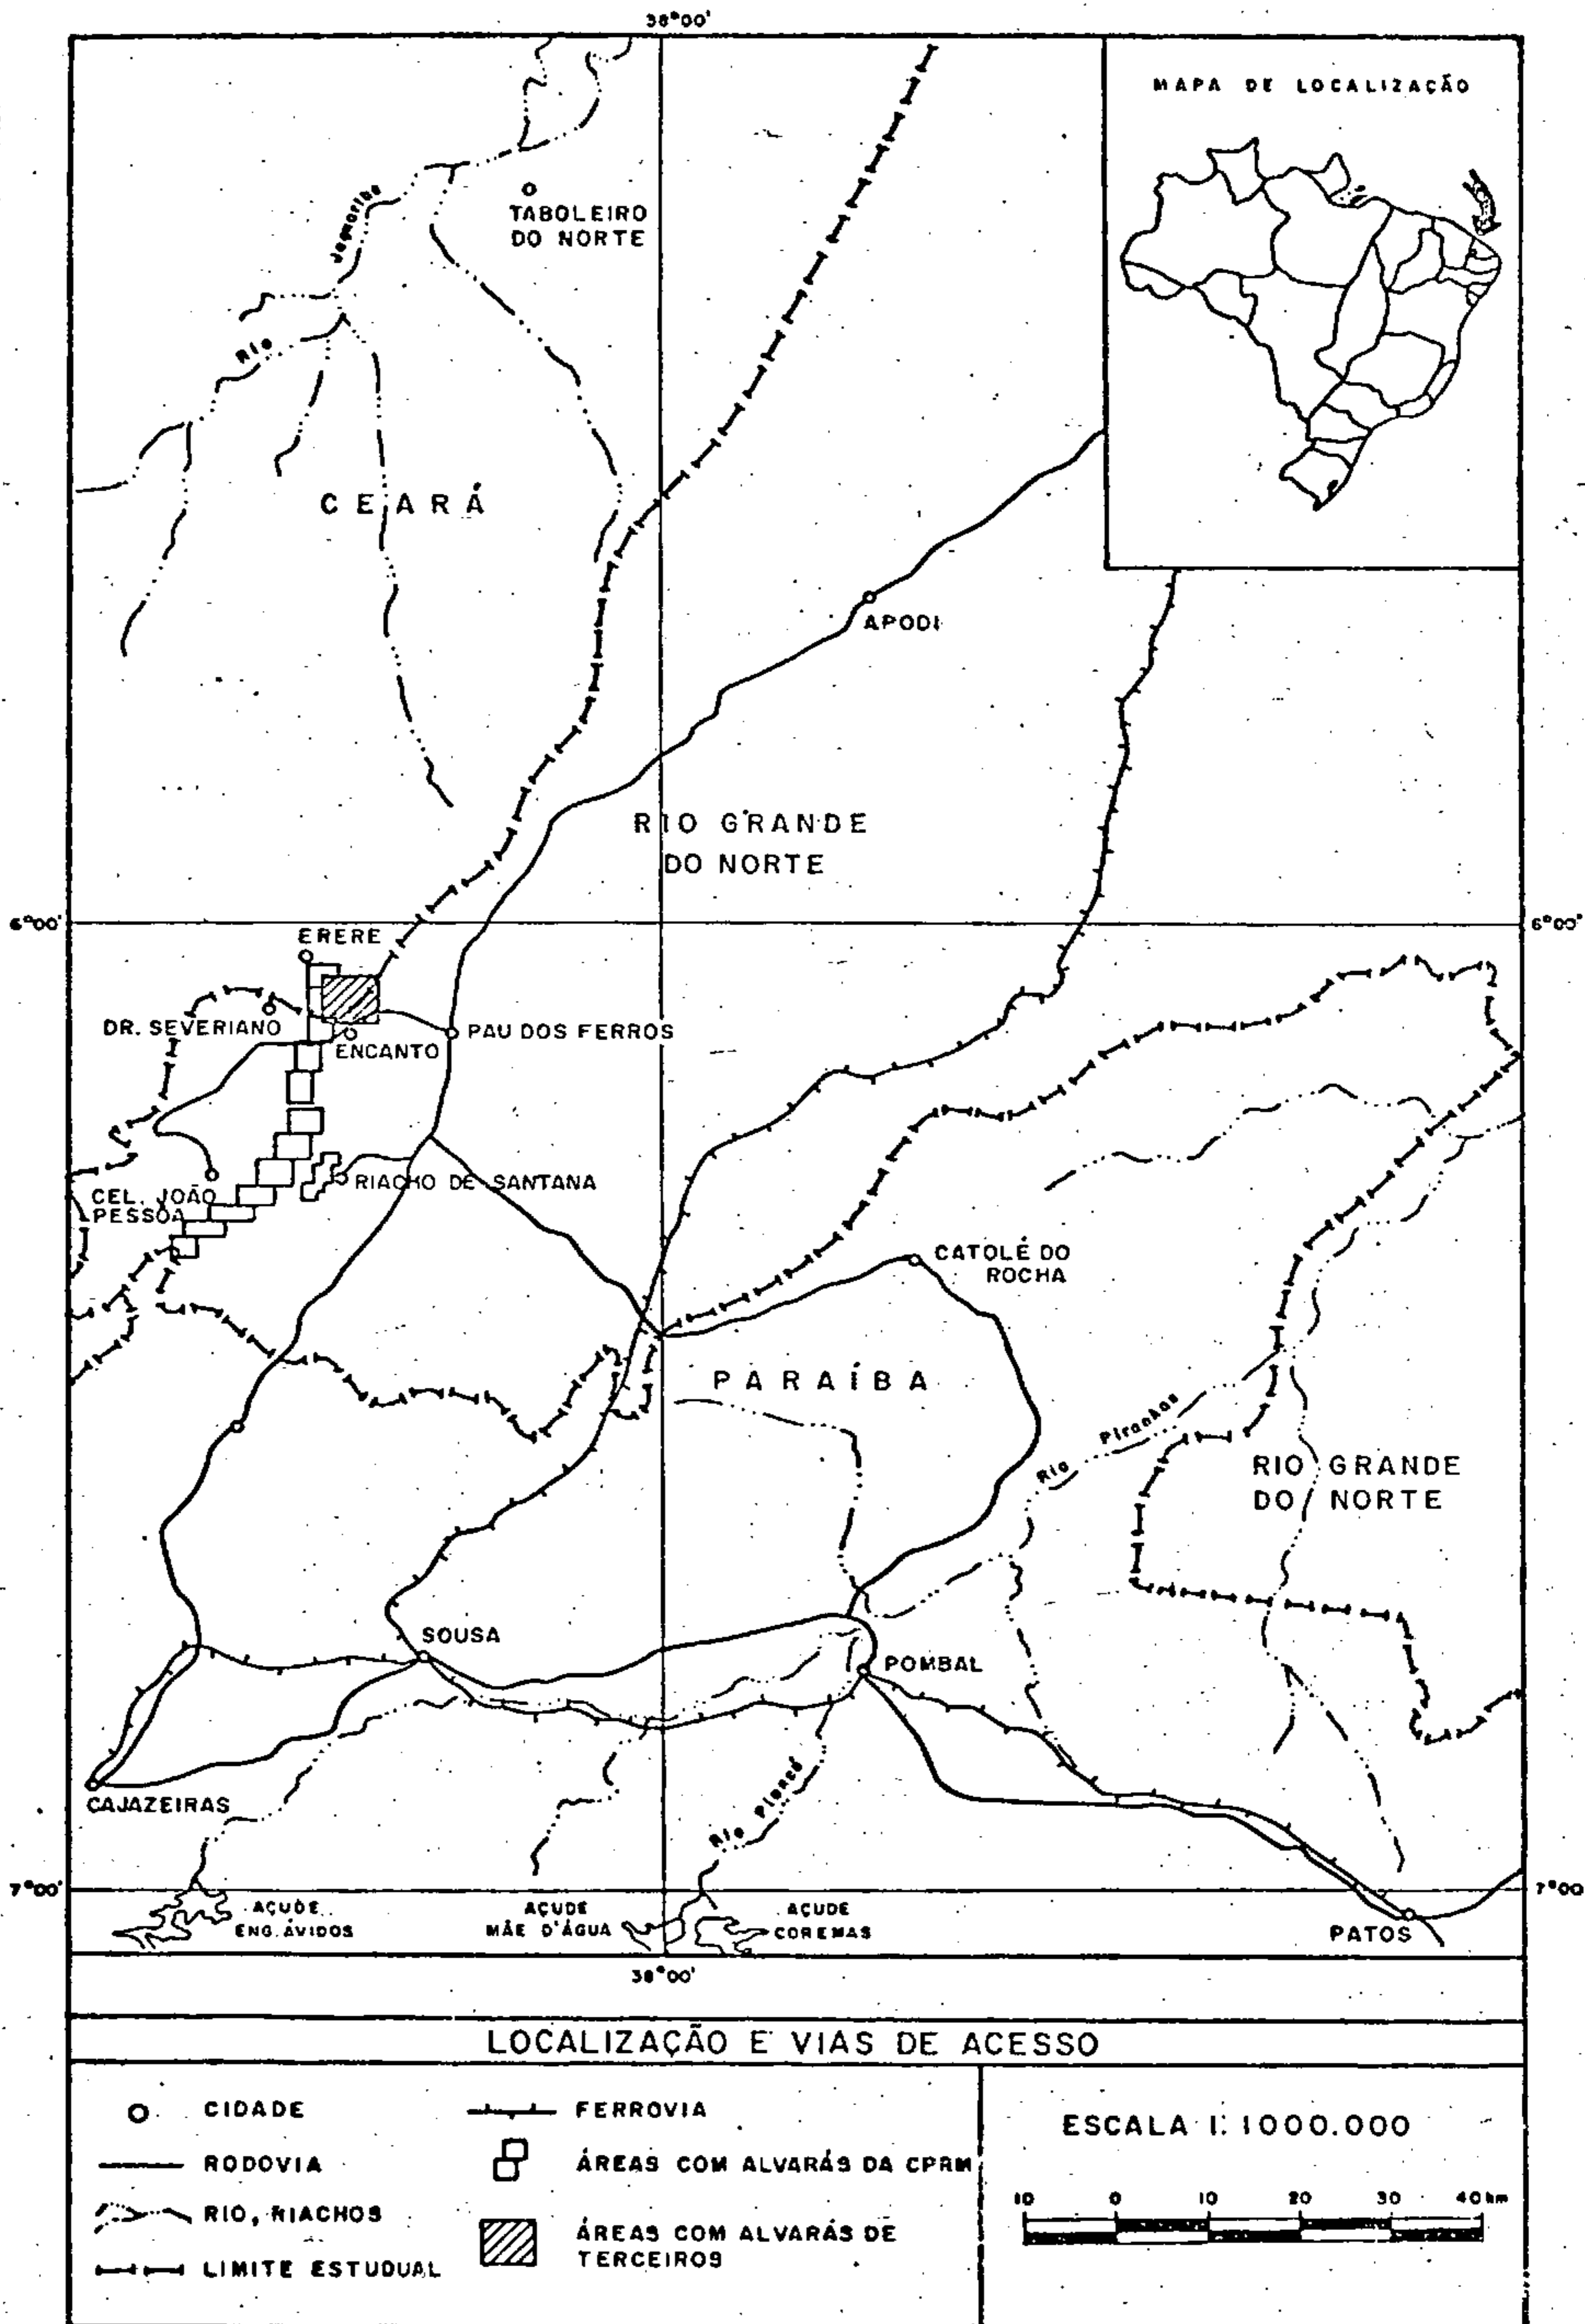 38°00'
MAPA DE LOCALIZAÇÃO
Jaguaribe
TABOLEIRO
DO NORTE
Rio
CEARÁ
APODI
RIO GRANDE
DO NORTE
6°00'
6°00'
ERERE
DR. SEVERIANO
PAU DOS FERROS
ENCANTO
RIACHO DE SANTANA
CEL. JOÃO
PESSOA
CATOLÉ DO
ROCHA
PARAÍBA
Rio Piranhas
RIO GRANDE
DO NORTE
SOUSA
POMBAL
CAJAZEIRAS
Rio Piancó
7°00'
7°00
AÇUDE
ENG. ÁVIDOS
AÇUDE
MÃE D'ÁGUA
AÇUDE
COREMAS
PATOS
38°00'
LOCALIZAÇÃO E VIAS DE ACESSO
CIDADE
RODOVIA
RIO, RIACHOS
LIMITE ESTUDUAL
FERROVIA
ÁREAS COM ALVARÁS DA CPRM
ÁREAS COM ALVARÁS DE
TERCEIROS
ESCALA 1:1000.000
10 0 10 20 30 40 km